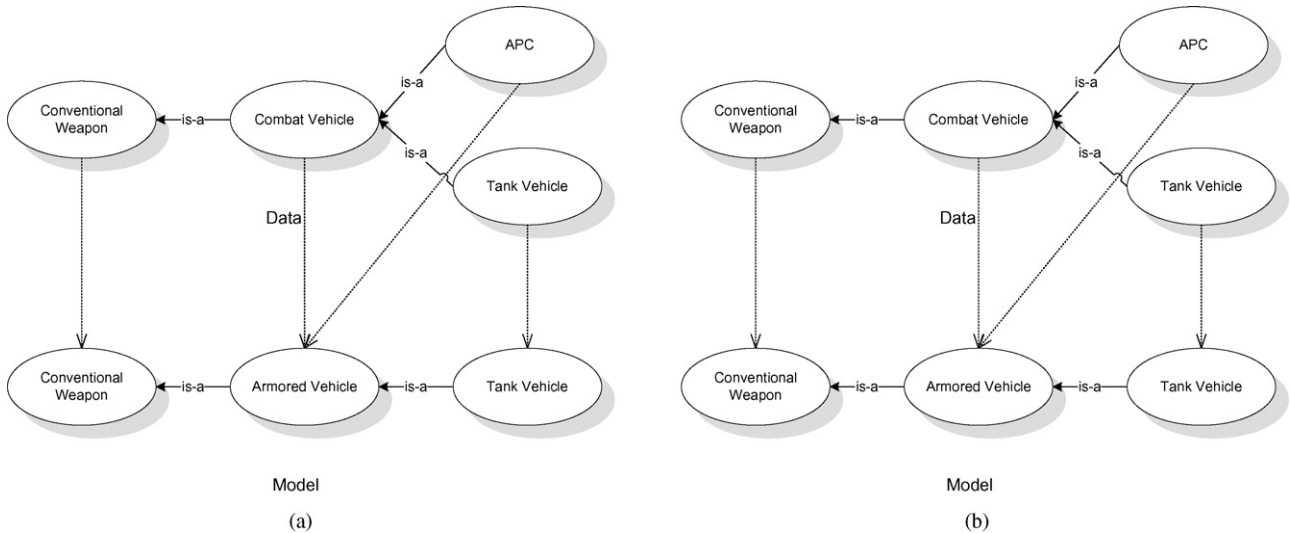 APC
is-a
Conventional
Weapon
is-a
Combat Vehicle
is-a
Tank Vehicle
Data
Conventional
Weapon
is-a
Armored Vehicle
is-a
Tank Vehicle
Model
(a)
APC
is-a
Conventional
Weapon
is-a
Combat Vehicle
is-a
Tank Vehicle
Data
Conventional
Weapon
is-a
Armored Vehicle
is-a
Tank Vehicle
Model
(b)